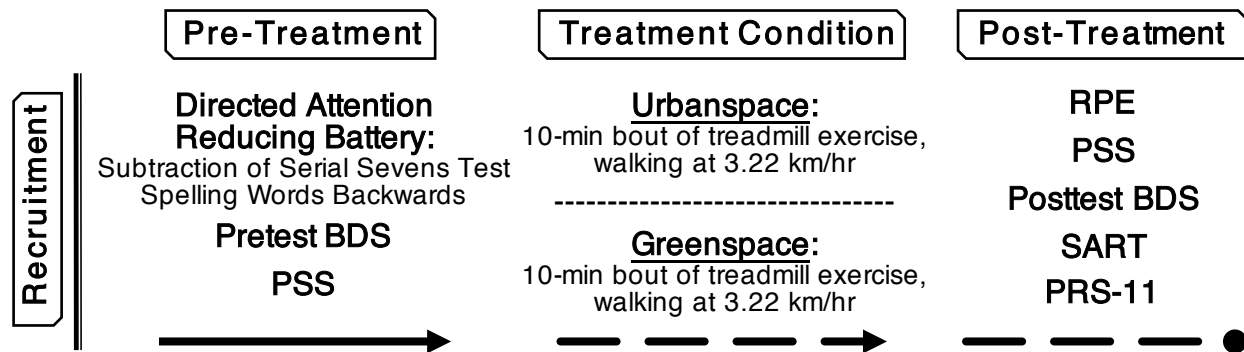 Recruitment
Pre-Treatment
Directed Attention
Reducing Battery:
Subtraction of Serial Sevens Test
Spelling Words Backwards
Pretest BDS
PSS
Treatment Condition
Urbanspace:
10-min bout of treadmill exercise,
walking at 3.22 km/hr
Greenspace:
10-min bout of treadmill exercise,
walking at 3.22 km/hr
Post-Treatment
RPE
PSS
Posttest BDS
SART
PRS-11